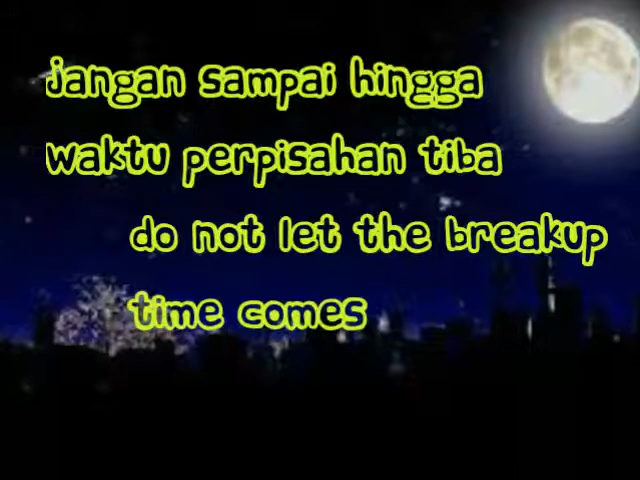 jangan sampai hingga
waktu perpisahan tiba
do not let the breakup
time comes